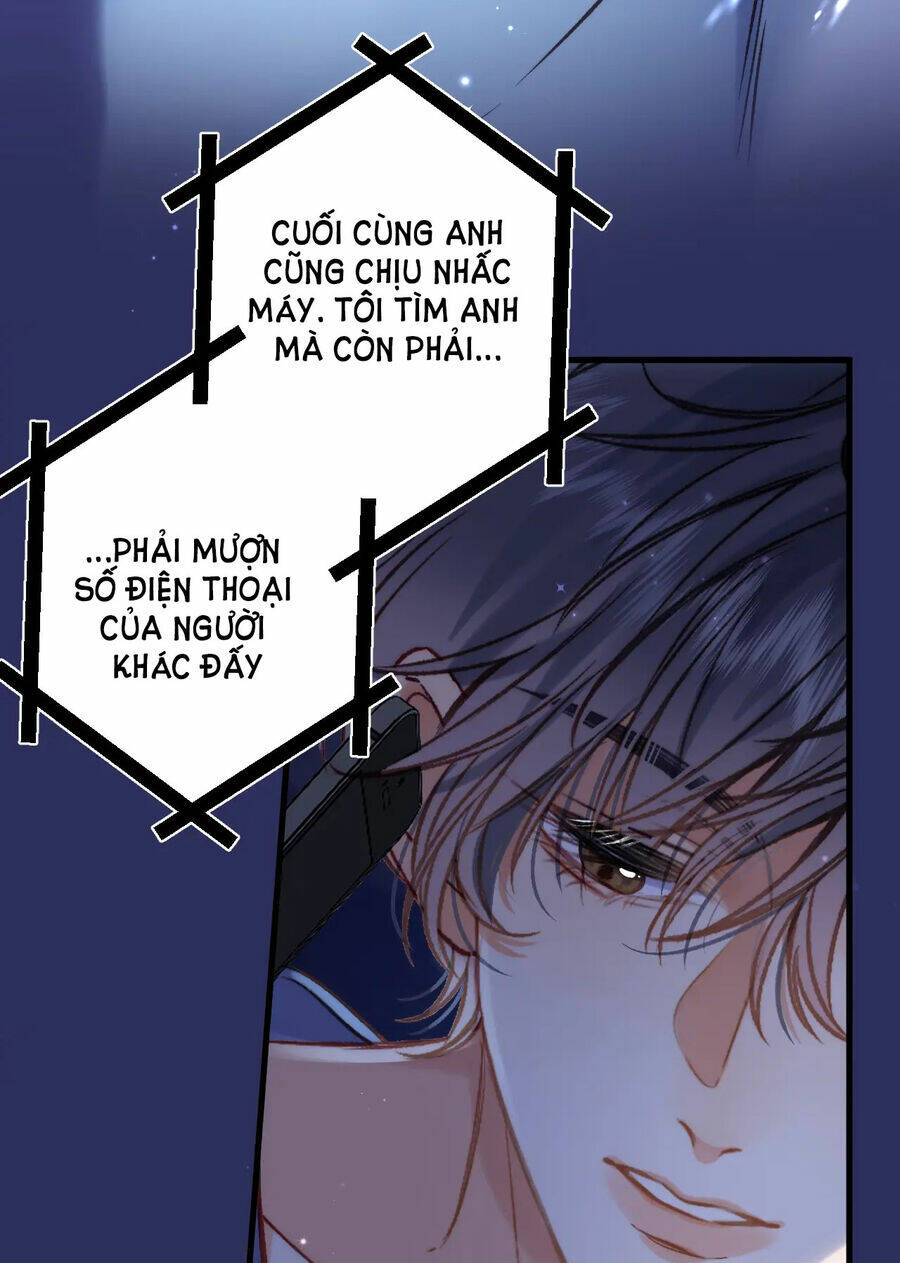 CUỐI CÙNG ANH
CŨNG CHỊU NHẤC
MÁY. TÔI TÌM ANH
MÀ CÒN PHẢI...
...PHẢI MƯỢN
SỐ ĐIỆN THOẠI
CỦA NGƯỜI
KHÁC ĐẤY